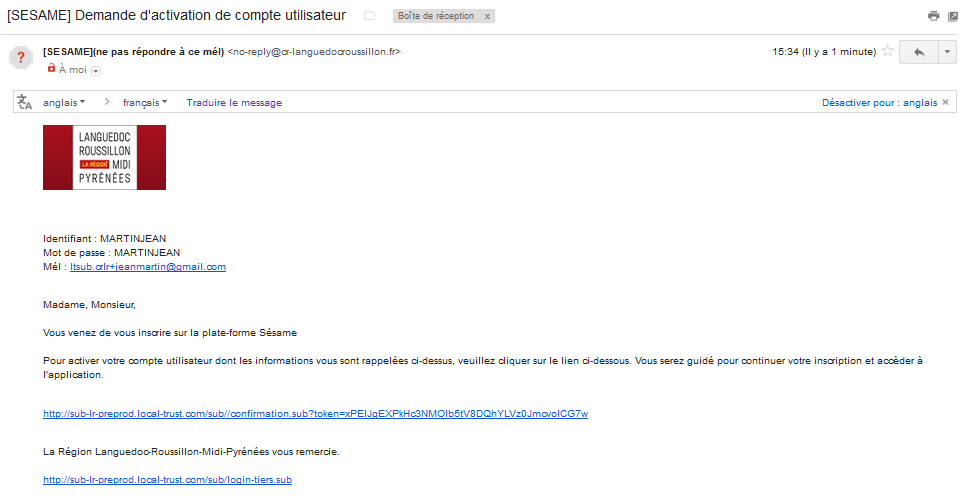 [SESAME] Demande d'activation de compte utilisateur Boîte de réception x
[SESAME](ne pas répondre à ce mél) <no-reply@cr-languedocroussillon.fr> 15:34 (Il y a 1 minute)
À moi
anglais > français Traduire le message Désactiver pour : anglais ×
LANGUEDOC
ROUSSILLON
LA RÉGION MIDI
PYRÉNÉES
Identifiant : MARTINJEAN
Mot de passe : MARTINJEAN
Mél : ltsub.crlr+jeanmartin@gmail.com
Madame, Monsieur,
Vous venez de vous inscrire sur la plate-forme Sésame
Pour activer votre compte utilisateur dont les informations vous sont rappelées ci-dessus, veuillez cliquer sur le lien ci-dessous. Vous serez guidé pour continuer votre inscription et accèder à
l'application.
http://sub-lr-preprod.local-trust.com/sub//confirmation.sub?token=xPEIJgEXPkHc3NMOIb5tV8DQhYLVz0JmcvoICG7w
La Région Languedoc-Roussillon-Midi-Pyrénées vous remercie.
http://sub-lr-preprod.local-trust.com/sub/login-tiers.sub